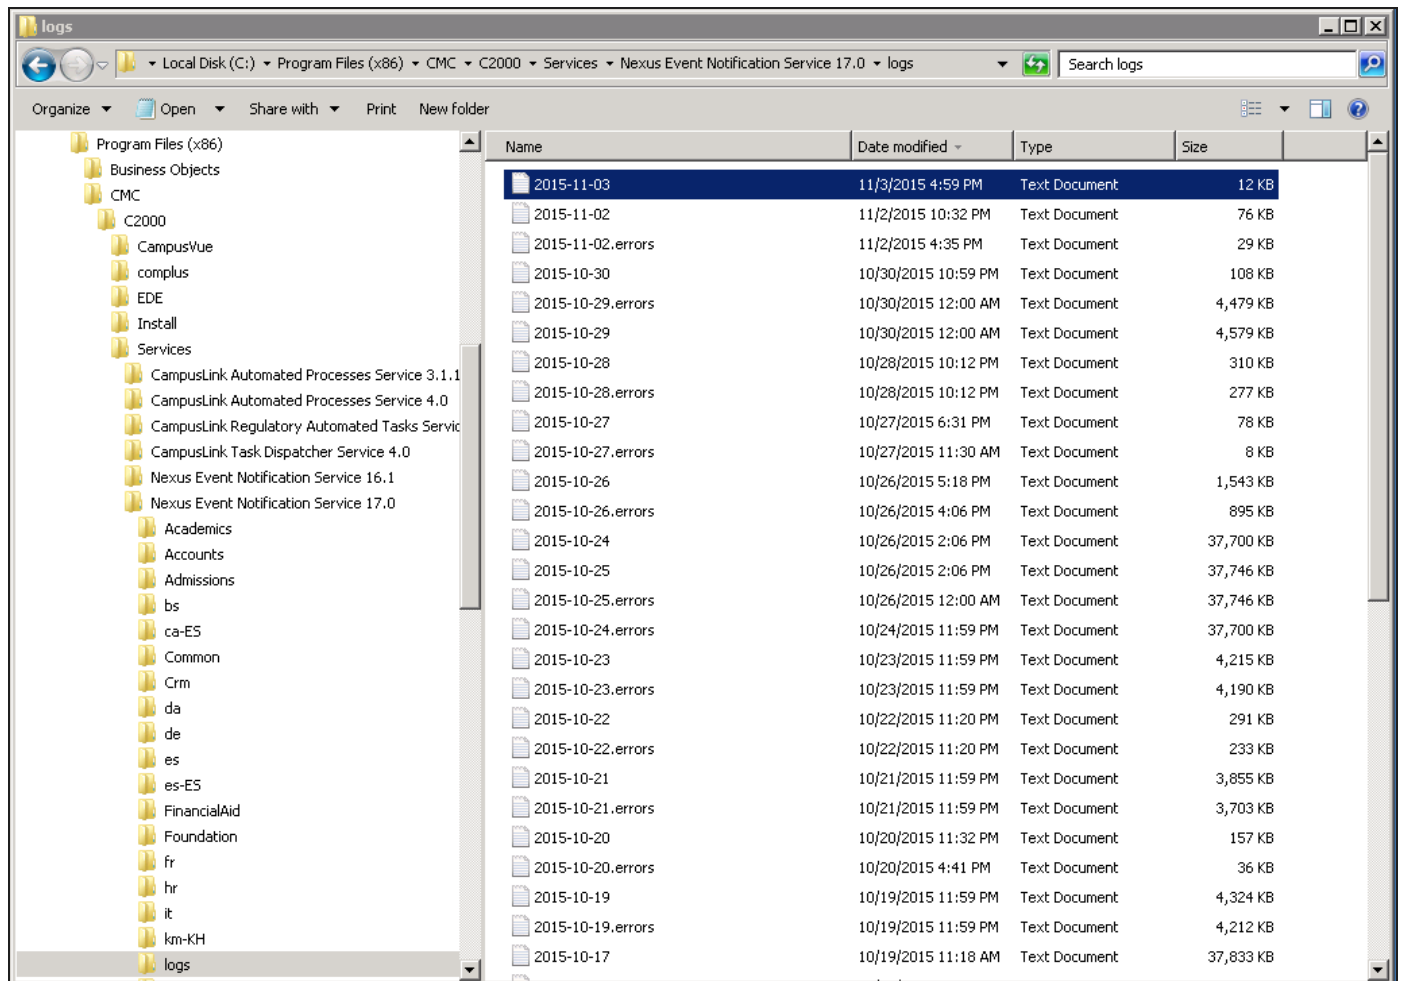 logs
Local Disk (C:) Program Files (x86) CMC C2000 Services Nexus Event Notification Service 17.0 logs Search logs
Organize Open Share with Print New folder
Program Files (x86)
Business Objects
CMC
C2000
CampusVue
complus
EDE
Install
Services
CampusLink Automated Processes Service 3.1.1
CampusLink Automated Processes Service 4.0
CampusLink Regulatory Automated Tasks Servic
CampusLink Task Dispatcher Service 4.0
Nexus Event Notification Service 16.1
Nexus Event Notification Service 17.0
Academics
Accounts
Admissions
bs
ca-ES
Common
Crm
da
de
es
es-ES
FinancialAid
Foundation
fr
hr
it
km-KH
logs
Name Date modified Type Size
2015-11-03 11/3/2015 4:59 PM Text Document 12 KB
2015-11-02 11/2/2015 10:32 PM Text Document 76 KB
2015-11-02.errors 11/2/2015 4:35 PM Text Document 29 KB
2015-10-30 10/30/2015 10:59 PM Text Document 108 KB
2015-10-29.errors 10/30/2015 12:00 AM Text Document 4,479 KB
2015-10-29 10/30/2015 12:00 AM Text Document 4,579 KB
2015-10-28 10/28/2015 10:12 PM Text Document 310 KB
2015-10-28.errors 10/28/2015 10:12 PM Text Document 277 KB
2015-10-27 10/27/2015 6:31 PM Text Document 78 KB
2015-10-27.errors 10/27/2015 11:30 AM Text Document 8 KB
2015-10-26 10/26/2015 5:18 PM Text Document 1,543 KB
2015-10-26.errors 10/26/2015 4:06 PM Text Document 895 KB
2015-10-24 10/26/2015 2:06 PM Text Document 37,700 KB
2015-10-25 10/26/2015 2:06 PM Text Document 37,746 KB
2015-10-25.errors 10/26/2015 12:00 AM Text Document 37,746 KB
2015-10-24.errors 10/24/2015 11:59 PM Text Document 37,700 KB
2015-10-23 10/23/2015 11:59 PM Text Document 4,215 KB
2015-10-23.errors 10/23/2015 11:59 PM Text Document 4,190 KB
2015-10-22 10/22/2015 11:20 PM Text Document 291 KB
2015-10-22.errors 10/22/2015 11:20 PM Text Document 233 KB
2015-10-21 10/21/2015 11:59 PM Text Document 3,855 KB
2015-10-21.errors 10/21/2015 11:59 PM Text Document 3,703 KB
2015-10-20 10/20/2015 11:32 PM Text Document 157 KB
2015-10-20.errors 10/20/2015 4:41 PM Text Document 36 KB
2015-10-19 10/19/2015 11:59 PM Text Document 4,324 KB
2015-10-19.errors 10/19/2015 11:59 PM Text Document 4,212 KB
2015-10-17 10/19/2015 11:18 AM Text Document 37,833 KB